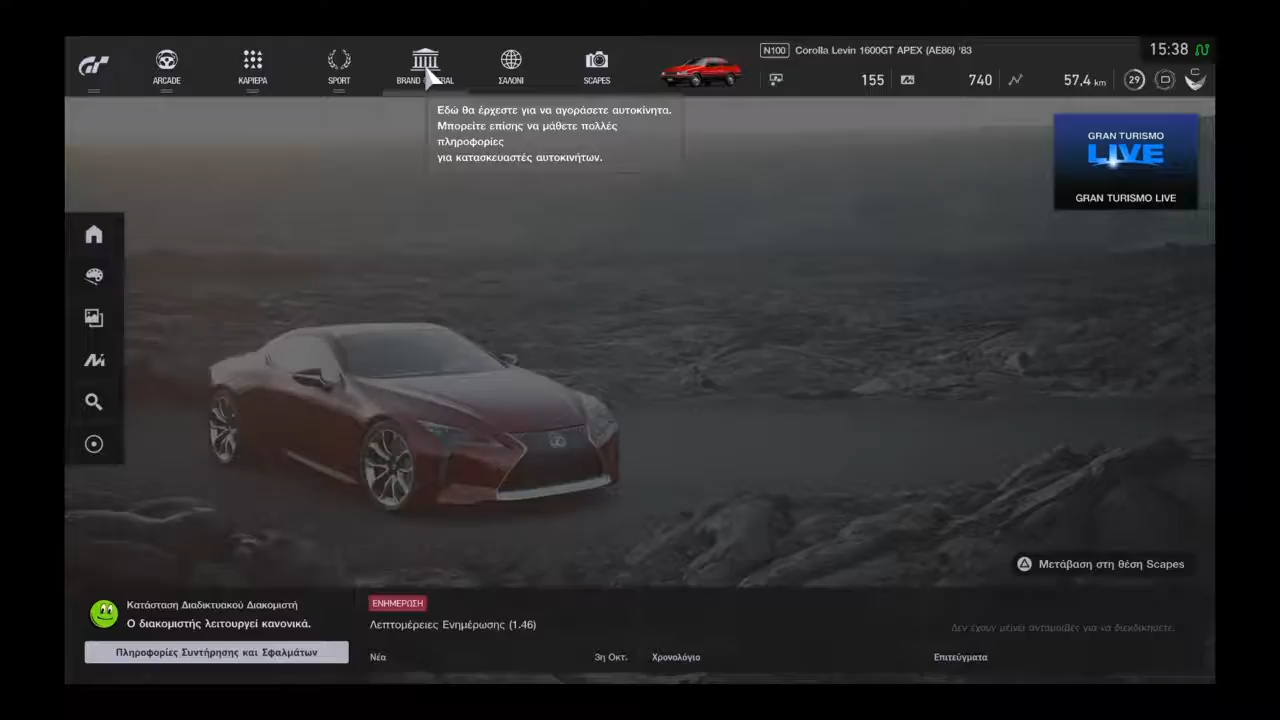 ARCADE
ΚΑΡΙΕΡΑ
SPORT
ΣΑΛΟΝΙ
SCAPES
N100 Corolla Levin 1600GT APEX (AE86) '83
15:38
155
740
57,4 km
29
Εδώ θα έρχεστε για να αγοράσετε αυτοκίνητα.
Μπορείτε επίσης να μάθετε πολλές
πληροφορίες
για κατασκευαστές αυτοκινήτων.
GRAN TURISMO
LIVE
GRAN TURISMO LIVE
Μετάβαση στη θέση Scapes
Κατάσταση Διαδικτυακού Διακομιστή
Ο διακομιστής λειτουργεί κανονικά.
Πληροφορίες Συντήρησης και Σφαλμάτων
ΕΝΗΜΕΡΩΣΗ
Λεπτομέρειες Ενημέρωσης (1.46)
Δεν έχουν μείνει ανταμοιβές για να διεκδικήσετε.
Νέα
3η Οκτ.
Χρονολόγιο
Επιτεύγματα